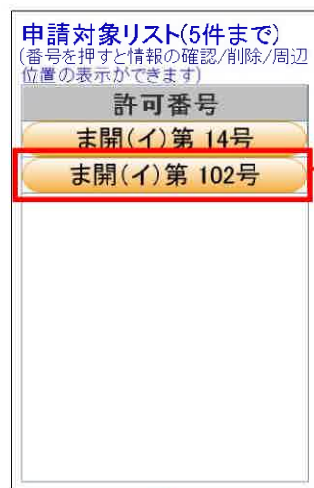 申請対象リスト(5件まで)
(番号を押すと情報の確認/削除/周辺
位置の表示ができます)
許可番号
ま開(イ)第 14号
ま開(イ)第 102号